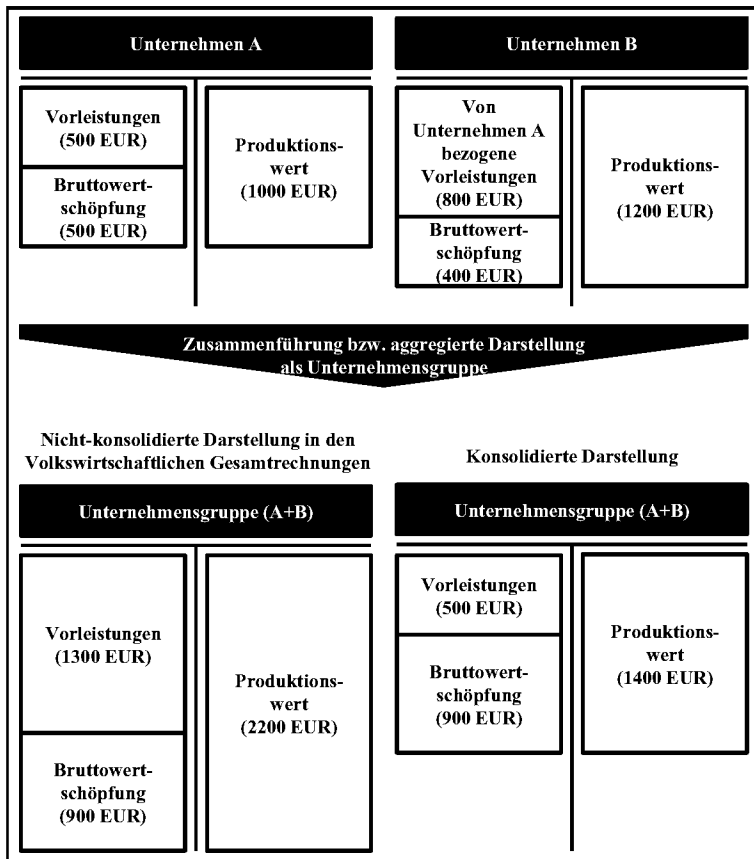 Unternehmen A
Vorleistungen
(500 EUR)
Bruttowert-
schöpfung
(500 EUR)
Produktions-
wert
(1000 EUR)
Unternehmen B
Von
Unternehmen A
bezogene
Vorleistungen
(800 EUR)
Bruttowert-
schöpfung
(400 EUR)
Produktions-
wert
(1200 EUR)
Zusammenführung bzw. aggregierte Darstellung
als Unternehmensgruppe
Nicht-konsolidierte Darstellung in den
Volkswirtschaftlichen Gesamtrechnungen
Unternehmensgruppe (A+B)
Vorleistungen
(1300 EUR)
Bruttowert-
schöpfung
(900 EUR)
Produktions-
wert
(2200 EUR)
Konsolidierte Darstellung
Unternehmensgruppe (A+B)
Vorleistungen
(500 EUR)
Bruttowert-
schöpfung
(900 EUR)
Produktions-
wert
(1400 EUR)